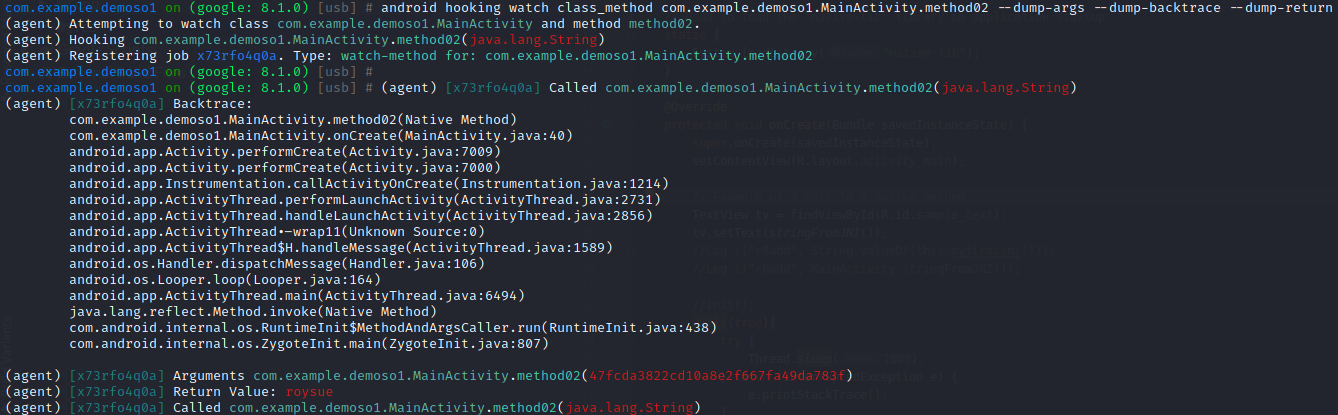 com.example.demoso1 on (google: 8.1.0) [usb] # android hooking watch class_method com.example.demoso1.MainActivity.method02 --dump-args --dump-backtrace --dump-return
(agent) Attempting to watch class com.example.demoso1.MainActivity and method method02.
(agent) Hooking com.example.demoso1.MainActivity.method02(java.lang.String)
(agent) Registering job x73rfo4q0a. Type: watch-method for: com.example.demoso1.MainActivity.method02
com.example.demoso1 on (google: 8.1.0) [usb] #
com.example.demoso1 on (google: 8.1.0) [usb] # (agent) [x73rfo4q0a] Called com.example.demoso1.MainActivity.method02(java.lang.String)
(agent) [x73rfo4q0a] Backtrace:
com.example.demoso1.MainActivity.method02(Native Method)
com.example.demoso1.MainActivity.onCreate(MainActivity.java:40)
android.app.Activity.performCreate(Activity.java:7009)
android.app.Activity.performCreate(Activity.java:7000)
android.app.Instrumentation.callActivityOnCreate(Instrumentation.java:1214)
android.app.ActivityThread.performLaunchActivity(ActivityThread.java:2731)
android.app.ActivityThread.handleLaunchActivity(ActivityThread.java:2856)
android.app.ActivityThread•-wrap11(Unknown Source:0)
android.app.ActivityThread$H.handleMessage(ActivityThread.java:1589)
android.os.Handler.dispatchMessage(Handler.java:106)
android.os.Looper.loop(Looper.java:164)
android.app.ActivityThread.main(ActivityThread.java:6494)
java.lang.reflect.Method.invoke(Native Method)
com.android.internal.os.RuntimeInit$MethodAndArgsCaller.run(RuntimeInit.java:438)
com.android.internal.os.ZygoteInit.main(ZygoteInit.java:807)
(agent) [x73rfo4q0a] Arguments com.example.demoso1.MainActivity.method02(47fcda3822cd10a8e2f667fa49da783f)
(agent) [x73rfo4q0a] Return Value: roysue
(agent) [x73rfo4q0a] Called com.example.demoso1.MainActivity.method02(java.lang.String)